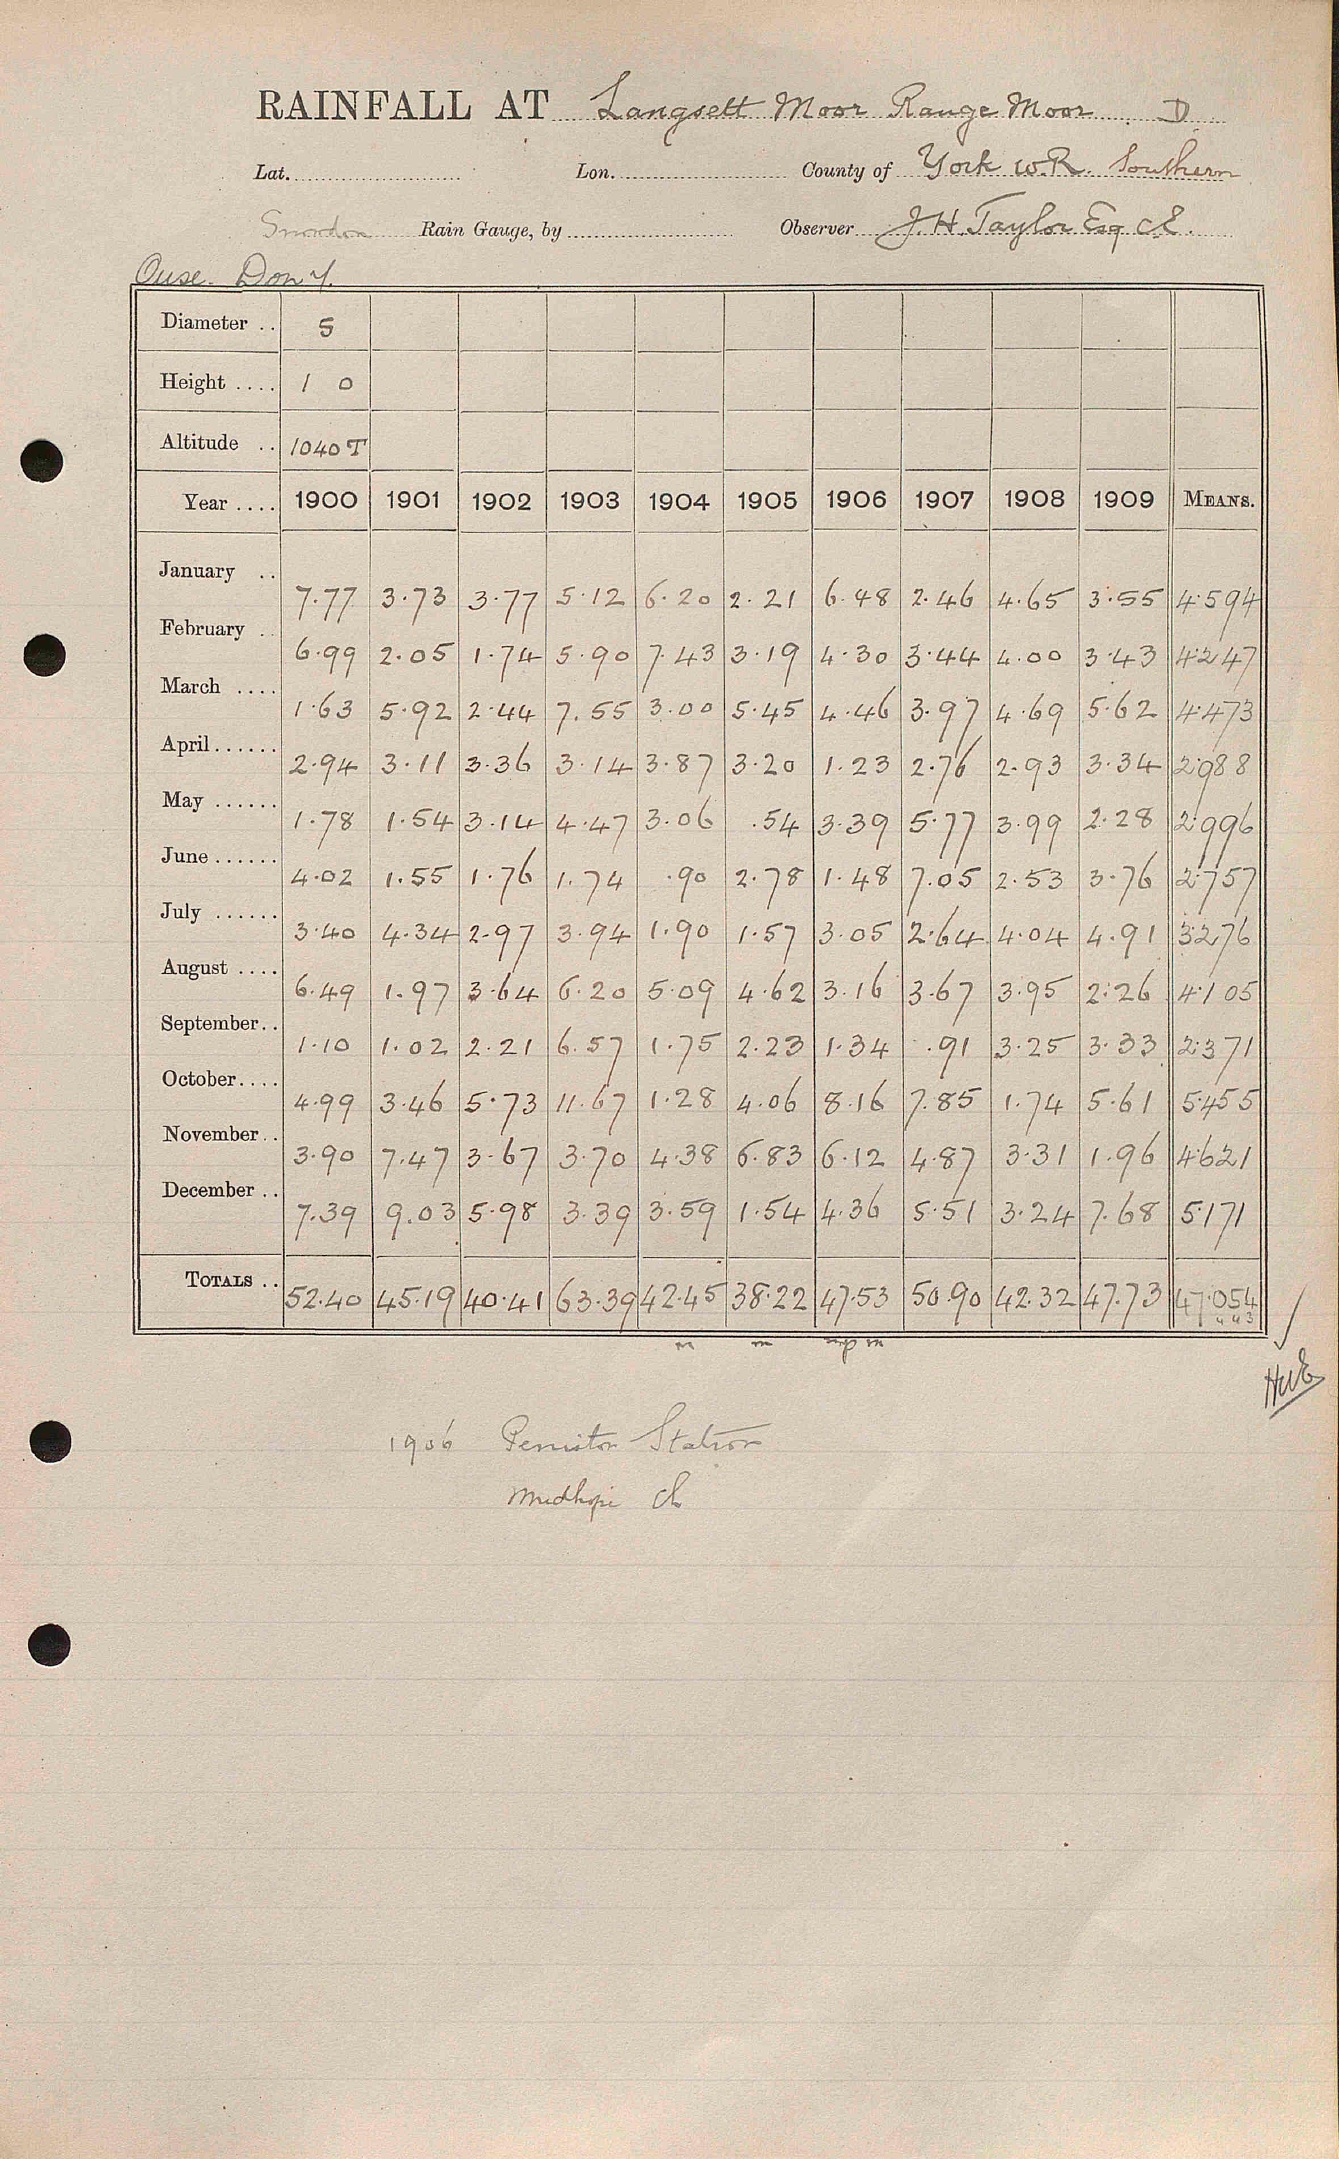 RAINFALL AT Langsett Moor Range Moor D
Lat. Lon. County of York W.R. Southern
Snowdon Rain Gauge, by Observer J. H. Taylor Esq CE.
Ouse. Don Y.
Diameter .. 5
Height .... 1 0
Altitude .. 1040 T
Year .... 1900 1901 1902 1903 1904 1905 1906 1907 1908 1909 MEANS.
January .. 7.77 3.73 3.77 5.12 6.20 2.21 6.48 2.46 4.65 3.55 4.594
February .. 6.99 2.05 1.74 5.90 7.43 3.19 4.30 3.44 4.00 3.43 4.247
March .... 1.63 5.92 2.44 7.55 3.00 5.45 4.46 3.97 4.69 5.62 4.473
April...... 2.94 3.11 3.36 3.14 3.87 3.20 1.23 2.76 2.93 3.34 2.988
May ...... 1.78 1.54 3.14 4.47 3.06 .54 3.39 5.77 3.99 2.28 2.996
June ...... 4.02 1.55 1.76 1.74 .90 2.78 1.48 7.05 2.53 3.76 2.757
July ...... 3.40 4.34 2.97 3.94 1.90 1.57 3.05 2.64 4.04 4.91 3.276
August .... 6.49 1.97 3.64 6.20 5.09 4.62 3.16 3.67 3.95 2.26 4.105
September.. 1.10 1.02 2.21 6.57 1.75 2.23 1.34 .91 3.25 3.33 2.371
October.... 4.99 3.46 5.73 11.67 1.28 4.06 8.16 7.85 1.74 5.61 5.455
November.. 3.90 7.47 3.67 3.70 4.38 6.83 6.12 4.87 3.31 1.96 4.621
December .. 7.39 9.03 5.98 3.39 3.59 1.54 4.36 5.51 3.24 7.68 5.171
TOTALS .. 52.40 45.19 40.41 63.39 42.45 38.22 47.53 50.90 42.32 47.73 47.054
1906 Peniston Station
Midhope Ch